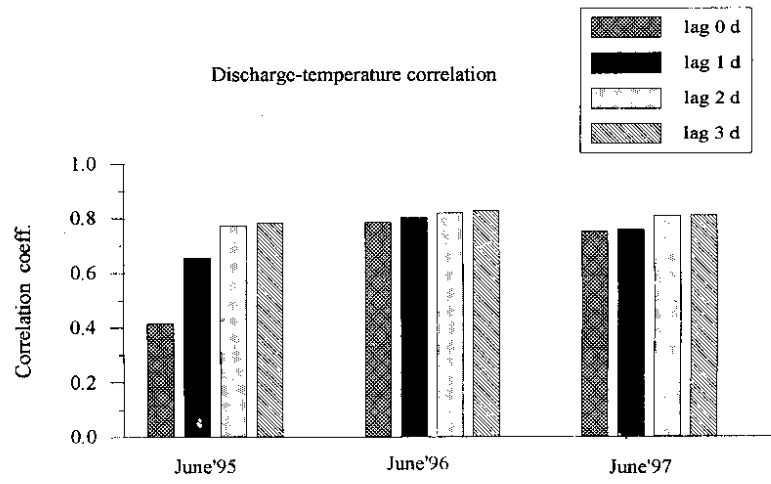 lag 0 d
lag 1 d
lag 2 d
lag 3 d
Discharge-temperature correlation
Correlation coeff.
1.0
0.8
0.6
0.4
0.2
0.0
June'95
June'96
June'97